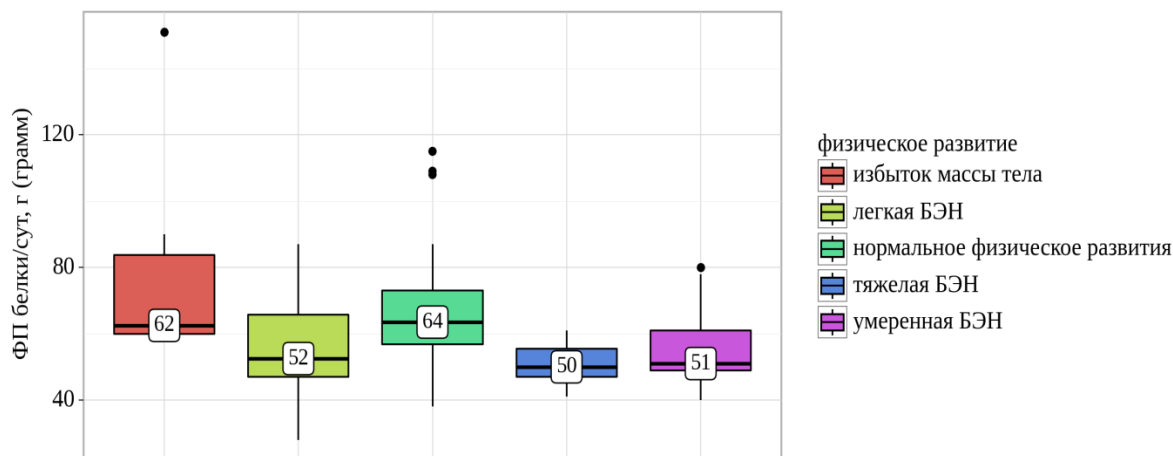 ФП белки/сут, г (грамм)
120
80
40
62
52
64
50
51
физическое развитие
избыток массы тела
легкая БЭН
нормальное физическое развития
тяжелая БЭН
умеренная БЭН